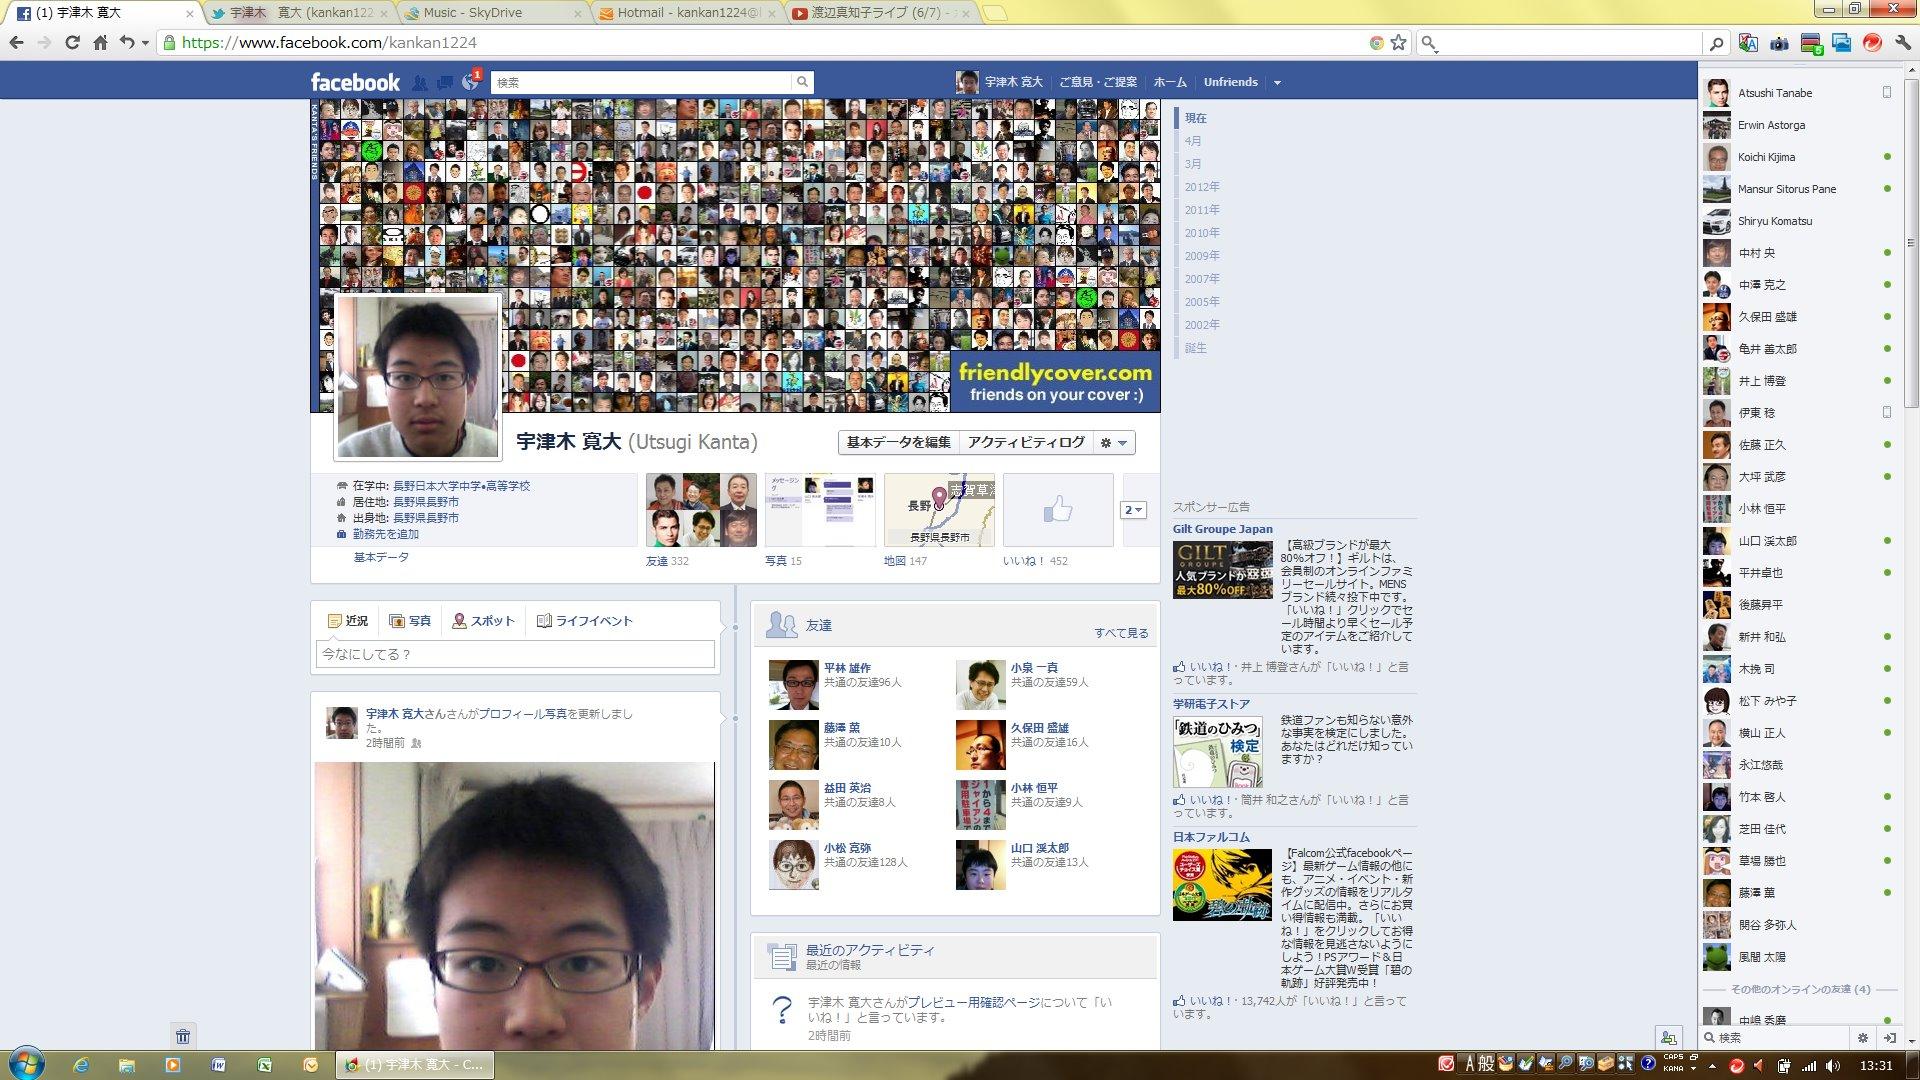 (1) 宇津木 寛大
宇津木 寛大 (kankan122
Music - SkyDrive
Hotmail - kankan1224@l
渡辺真知子ライブ (6/7) -
https://www.facebook.com/kankan1224
facebook
1
検索
宇津木 寛大
ご意見・ご提案
ホーム
Unfriends
KANTA'S FRIENDS
friendlycover.com
friends on your cover :)
宇津木 寛大 (Utsugi Kanta)
基本データを編集
アクティビティログ
在学中: 長野日本大学中学•高等学校
居住地: 長野県長野市
出身地: 長野県長野市
勤務先を追加
基本データ
友達 332
メッセージング
写真 15
志賀草津
長野
長野県長野市
地図 147
いいね！ 452
2
近況
写真
スポット
ライフイベント
今なにしてる？
宇津木 寛大さんさんがプロフィール写真を更新しまし
た。
2時間前
友達
すべて見る
平林 雄作
共通の友達96人
小泉 一真
共通の友達59人
藤澤 薫
共通の友達10人
久保田 盛雄
共通の友達16人
益田 英治
共通の友達8人
小林 恒平
共通の友達9人
小松 寛弥
共通の友達128人
山口 渓太郎
共通の友達13人
最近のアクティビティ
最近の情報
宇津木 寛大さんがプレビュー用確認ページについて「い
いね！」と言っています。
2時間前
現在
4月
3月
2012年
2011年
2010年
2009年
2007年
2005年
2002年
誕生
スポンサー広告
Gilt Groupe Japan
GILT
GROUPE
人気ブランドが
最大80%OFF
【高級ブランドが最大
80％オフ！】ギルトは、
会員制のオンラインファミ
リーセールサイト。MENS
ブランド続々投下中です。
「いいね！」クリックでセ
ール時間より早くセール予
定のアイテムをご紹介して
います。
いいね！ · 井上 博登さんが「いいね！」と言
っています。
学研電子ストア
「鉄道のひみつ」
検定
鉄道ファンも知らない意外
な事実を検定にしました。
あなたはどれだけ知ってい
ますか？
いいね！ · 筒井 和之さんが「いいね！」と言
っています。
日本ファルコム
【Falcom公式facebookペー
ジ】最新ゲーム情報の他に
も、アニメ・イベント・新
作グッズの情報をリアルタ
イムに配信中。さらにお買
い得情報も満載。「いい
ね！」をクリックしてお得
な情報を見逃さないように
しよう！PSアワード＆日
本ゲーム大賞W受賞「碧の
軌跡」好評発売中！
いいね！ · 13,742人が「いいね！」と言って
います。
Atsushi Tanabe
Erwin Astorga
Koichi Kijima
Mansur Sitorus Pane
Shiryu Komatsu
中村 央
中澤 克之
久保田 盛雄
亀井 善太郎
井上 博登
伊東 稔
佐藤 正久
大坪 武彦
小林 恒平
山口 渓太郎
平井卓也
後藤昇平
新井 和弘
木挽 司
松下 みや子
横山 正人
永江悠哉
竹本 啓人
芝田 佳代
草場 勝也
藤澤 薫
関谷 多弥人
風間 太陽
その他のオンラインの友達 (4)
中嶋 秀磨
検索
(1) 宇津木 寛大 - C...
A 般
CAPS
KANA
13:31